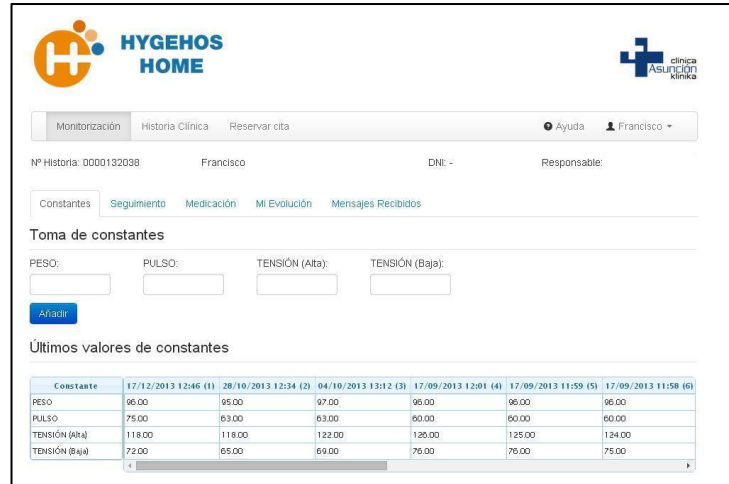 HYGEHOS
HOME
clínica
Asunción
klinika
Monitorización Historia Clínica Reservar cita Ayuda Francisco
Nº Historia: 0000132038 Francisco DNI: - Responsable:
Constantes Seguimiento Medicación Mi Evolución Mensajes Recibidos
Toma de constantes
PESO: PULSO: TENSIÓN (Alta): TENSIÓN (Baja):
Añadir
Últimos valores de constantes
Constante 17/12/2013 12:46 (1) 28/10/2013 12:34 (2) 04/10/2013 13:12 (3) 17/09/2013 12:01 (4) 17/09/2013 11:59 (5) 17/09/2013 11:58 (6)
PESO 96.00 95.00 97.00 96.00 96.00 96.00
PULSO 75.00 63.00 63.00 60.00 60.00 60.00
TENSIÓN (Alta) 118.00 118.00 122.00 126.00 125.00 124.00
TENSIÓN (Baja) 72.00 65.00 69.00 76.00 76.00 75.00